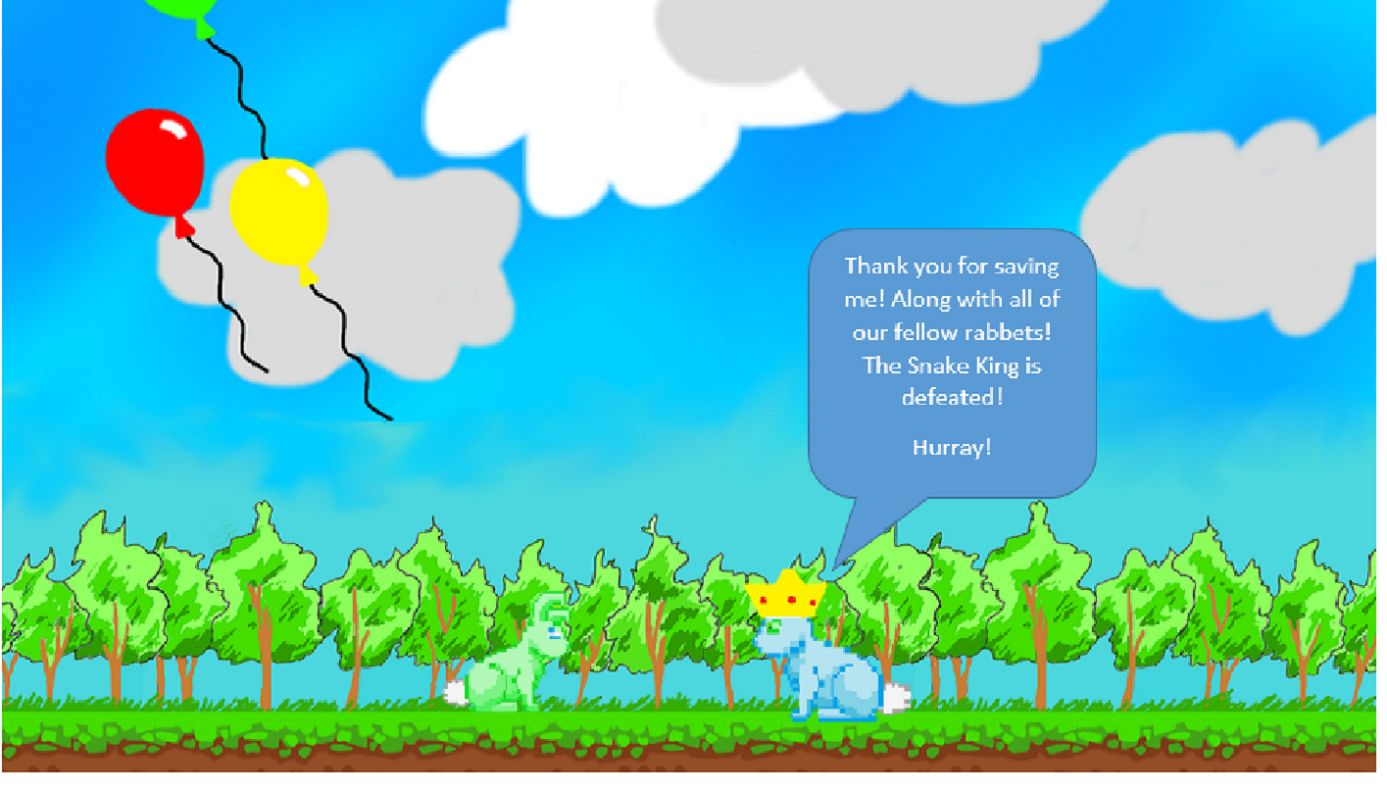 Thank you for saving
me! Along with all of
our fellow rabbets!
The Snake King is
defeated!
Hurray!